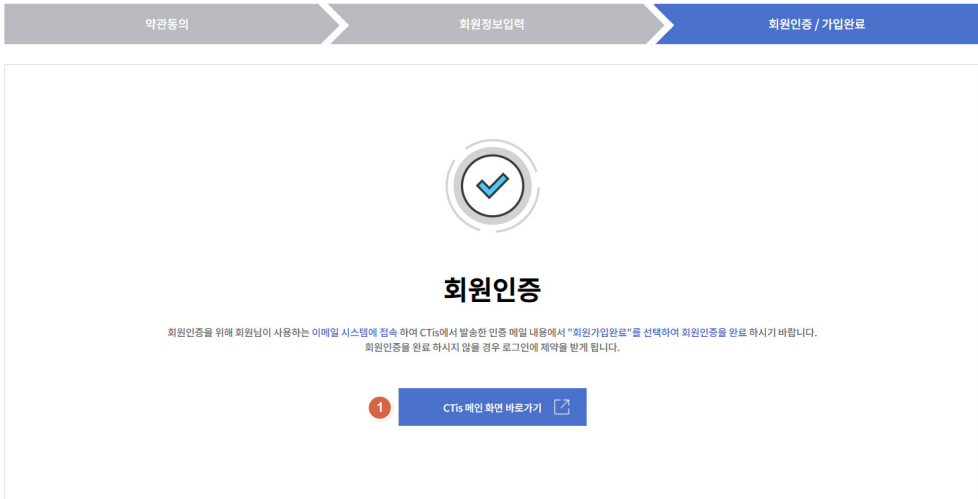 약관동의
회원정보입력
회원인증 / 가입완료
회원인증
회원인증을 위해 회원님이 사용하는 이메일 시스템에 접속 하여 CTis에서 발송한 인증 메일 내용에서 "회원가입완료"를 선택하여 회원인증을 완료 하시기 바랍니다.
회원인증을 완료 하시지 않을 경우 로그인에 제약을 받게 됩니다.
1
CTis 메인 화면 바로가기